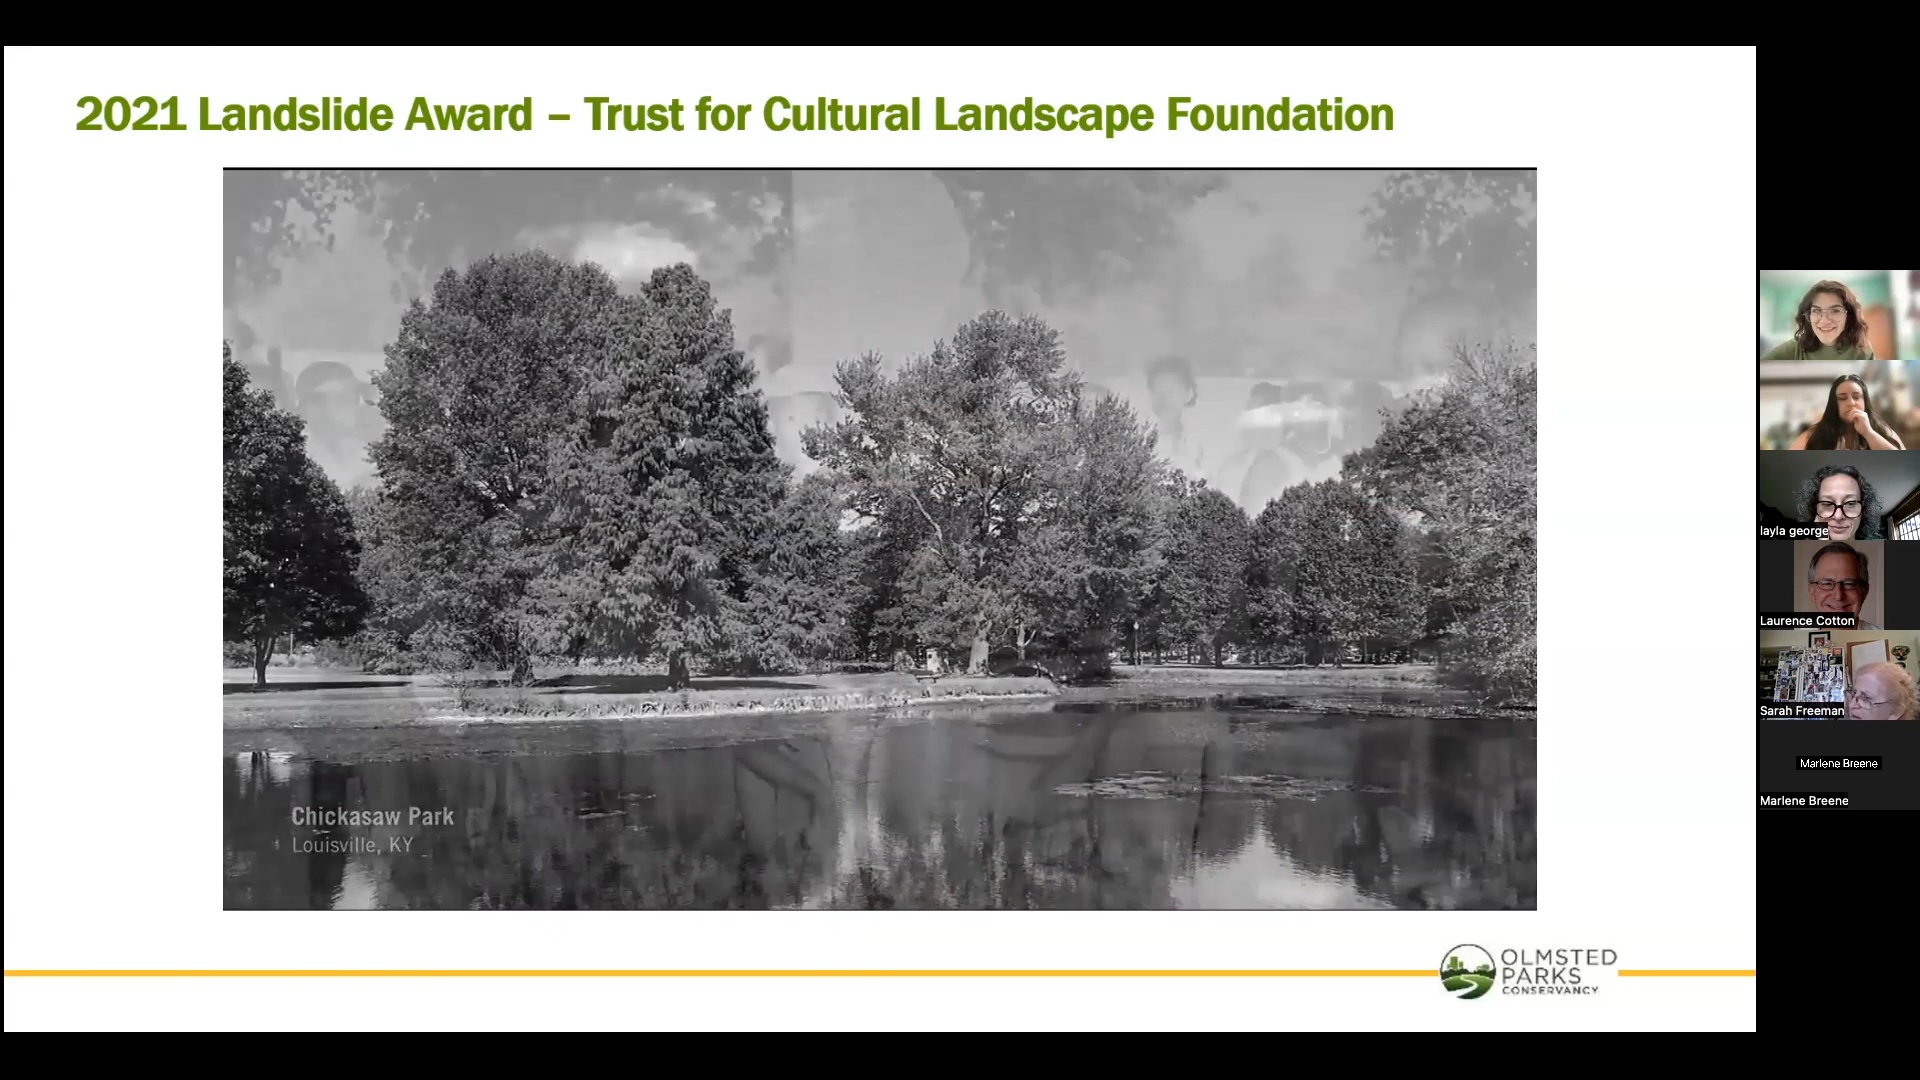 2021 Landslide Award – Trust for Cultural Landscape Foundation
Chickasaw Park
Louisville, KY
OLMSTED
PARKS
CONSERVANCY
layla george
Laurence Cotton
Sarah Freeman
Marlene Breene
Marlene Breene